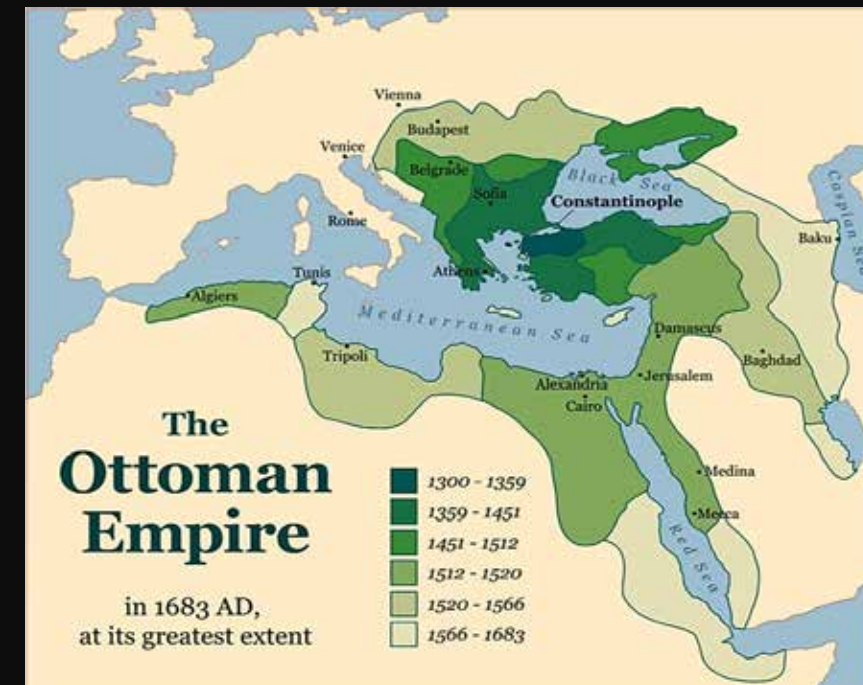 Vienna
Budapest
Venice
Belgrade
Black Sea
Sofia
Constantinople
Caspian Sea
Rome
Baku
Athens
Tunis
Algiers
Mediterranean Sea
Damascus
Tripoli
Baghdad
Jerusalem
Alexandria
Cairo
Medina
Mecca
Red Sea
The
Ottoman
Empire
in 1683 AD,
at its greatest extent
1300 - 1359
1359 - 1451
1451 - 1512
1512 - 1520
1520 - 1566
1566 - 1683